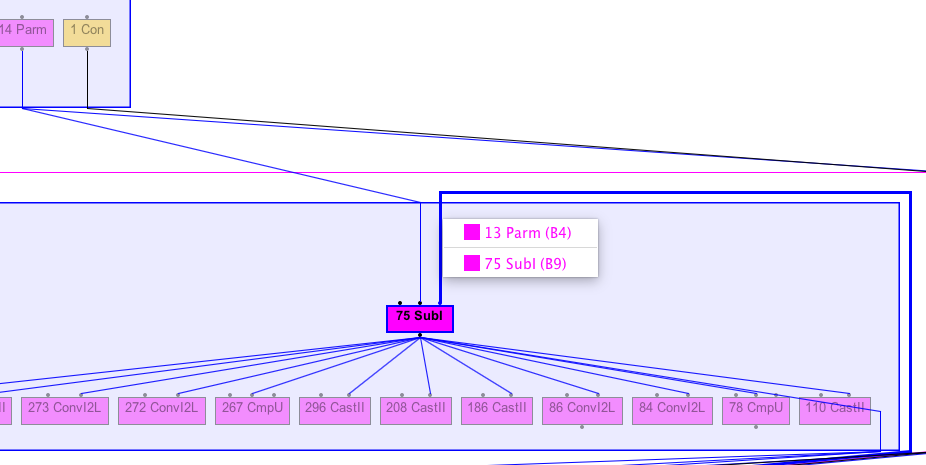 14 Parm
1 Con
13 Parm (B4)
75 SubI (B9)
75 SubI
273 ConvI2L
272 ConvI2L
267 CmpU
296 CastII
208 CastII
186 CastII
86 ConvI2L
84 ConvI2L
78 CmpU
110 CastII